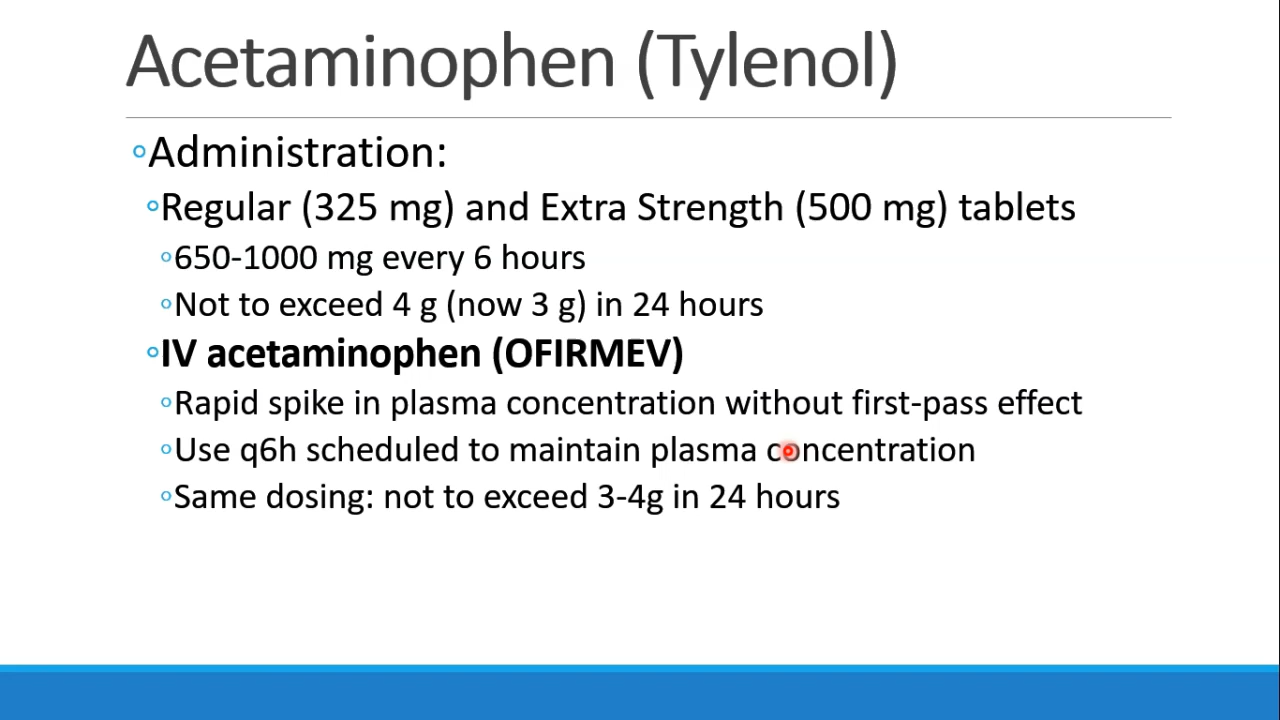 Acetaminophen (Tylenol)
Administration:
Regular (325 mg) and Extra Strength (500 mg) tablets
650-1000 mg every 6 hours
Not to exceed 4 g (now 3 g) in 24 hours
IV acetaminophen (OFIRMEV)
Rapid spike in plasma concentration without first-pass effect
Use q6h scheduled to maintain plasma concentration
Same dosing: not to exceed 3-4g in 24 hours